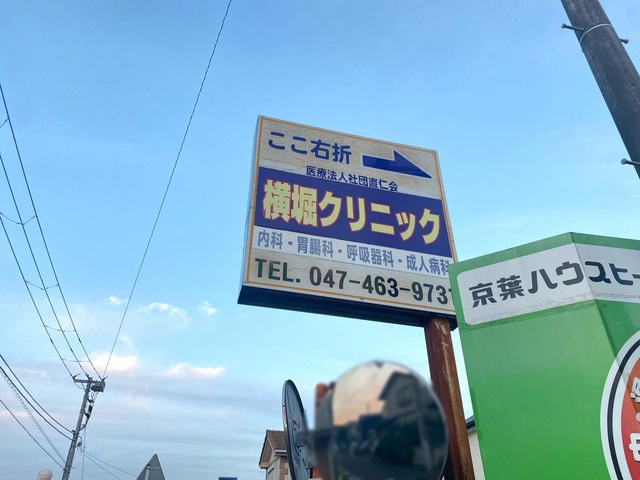 ここ右折
医療法人社団直仁会
横堀クリニック
内科・胃腸科・呼吸器科・成人病科
TEL. 047-463-973
京葉ハウスヒー